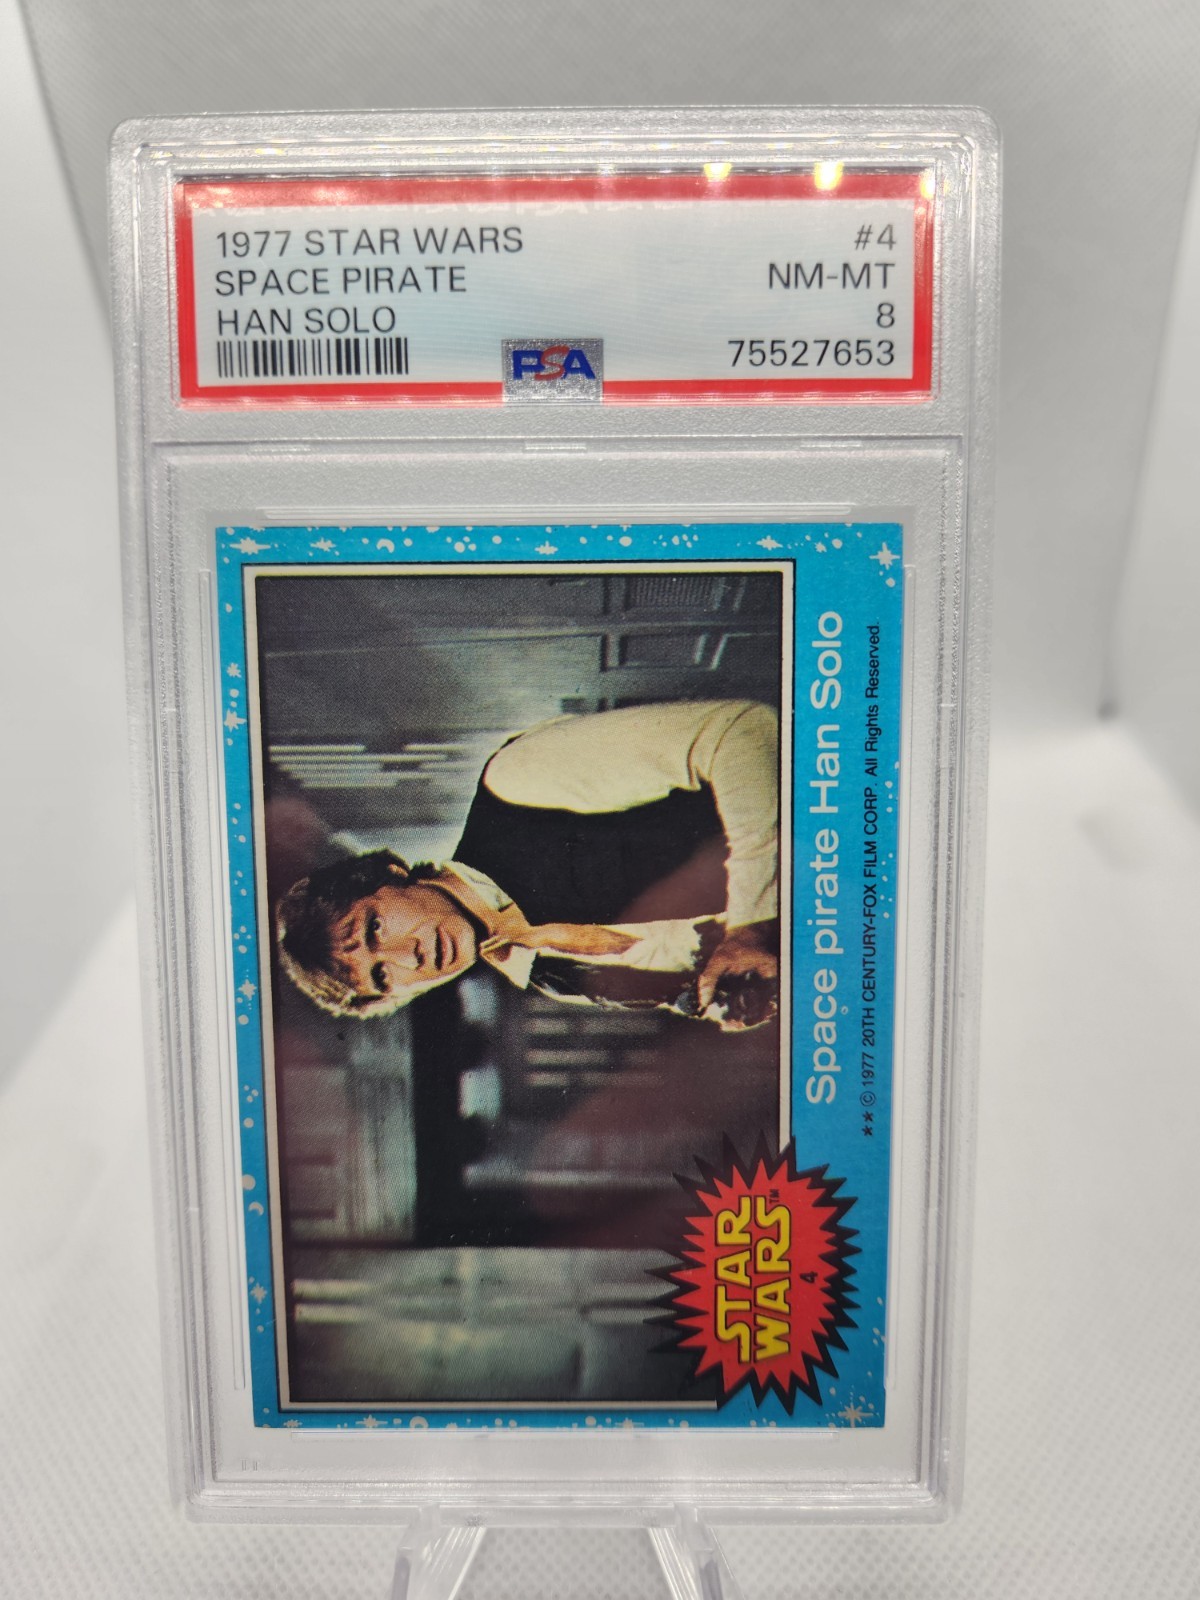 1977 STAR WARS
SPACE PIRATE
HAN SOLO
#4
NM-MT
8
75527653
PSA
Space pirate Han Solo
★★ © 1977 20TH CENTURY-FOX FILM CORP. All Rights Reserved.
STAR
WARS™
4